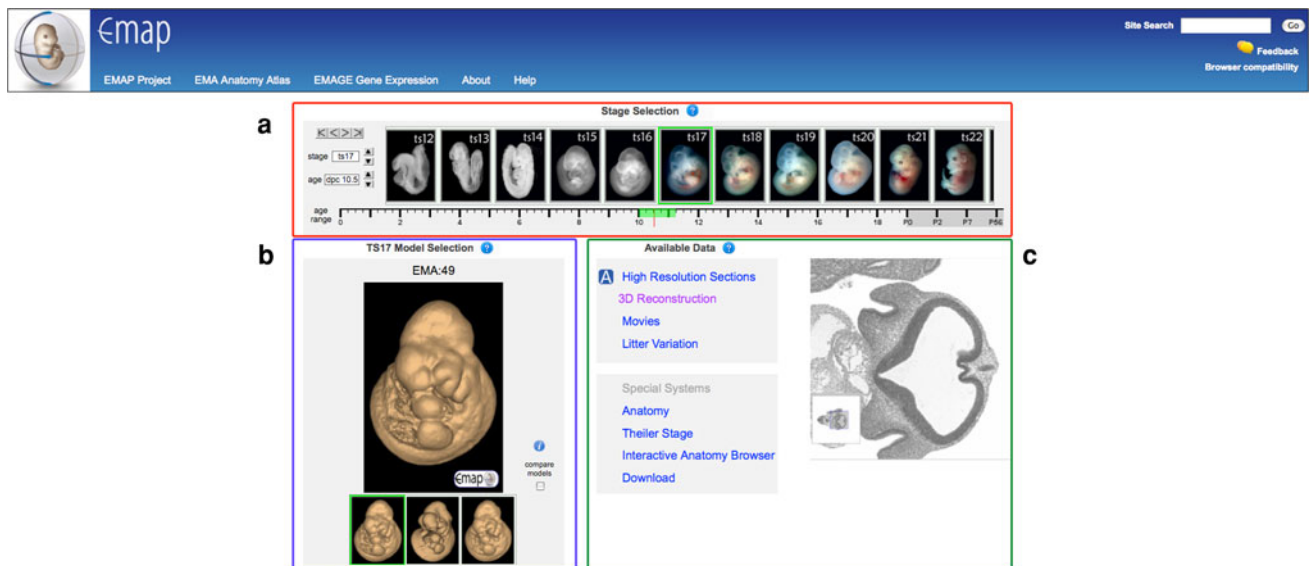 Emap
Site Search
Go
Feedback
Browser compatibility
EMAP Project EMA Anatomy Atlas EMAGE Gene Expression About Help
a
Stage Selection ?
ts12 ts13 ts14 ts15 ts16 ts17 ts18 ts19 ts20 ts21 ts22
stage ts17
age dpc 10.5
age range 0 2 4 6 8 10 12 14 16 18 P0 P2 P7 P56
b
TS17 Model Selection ?
EMA:49
Emap
i
compare models
Available Data ?
c
A High Resolution Sections
3D Reconstruction
Movies
Litter Variation
Special Systems
Anatomy
Theiler Stage
Interactive Anatomy Browser
Download